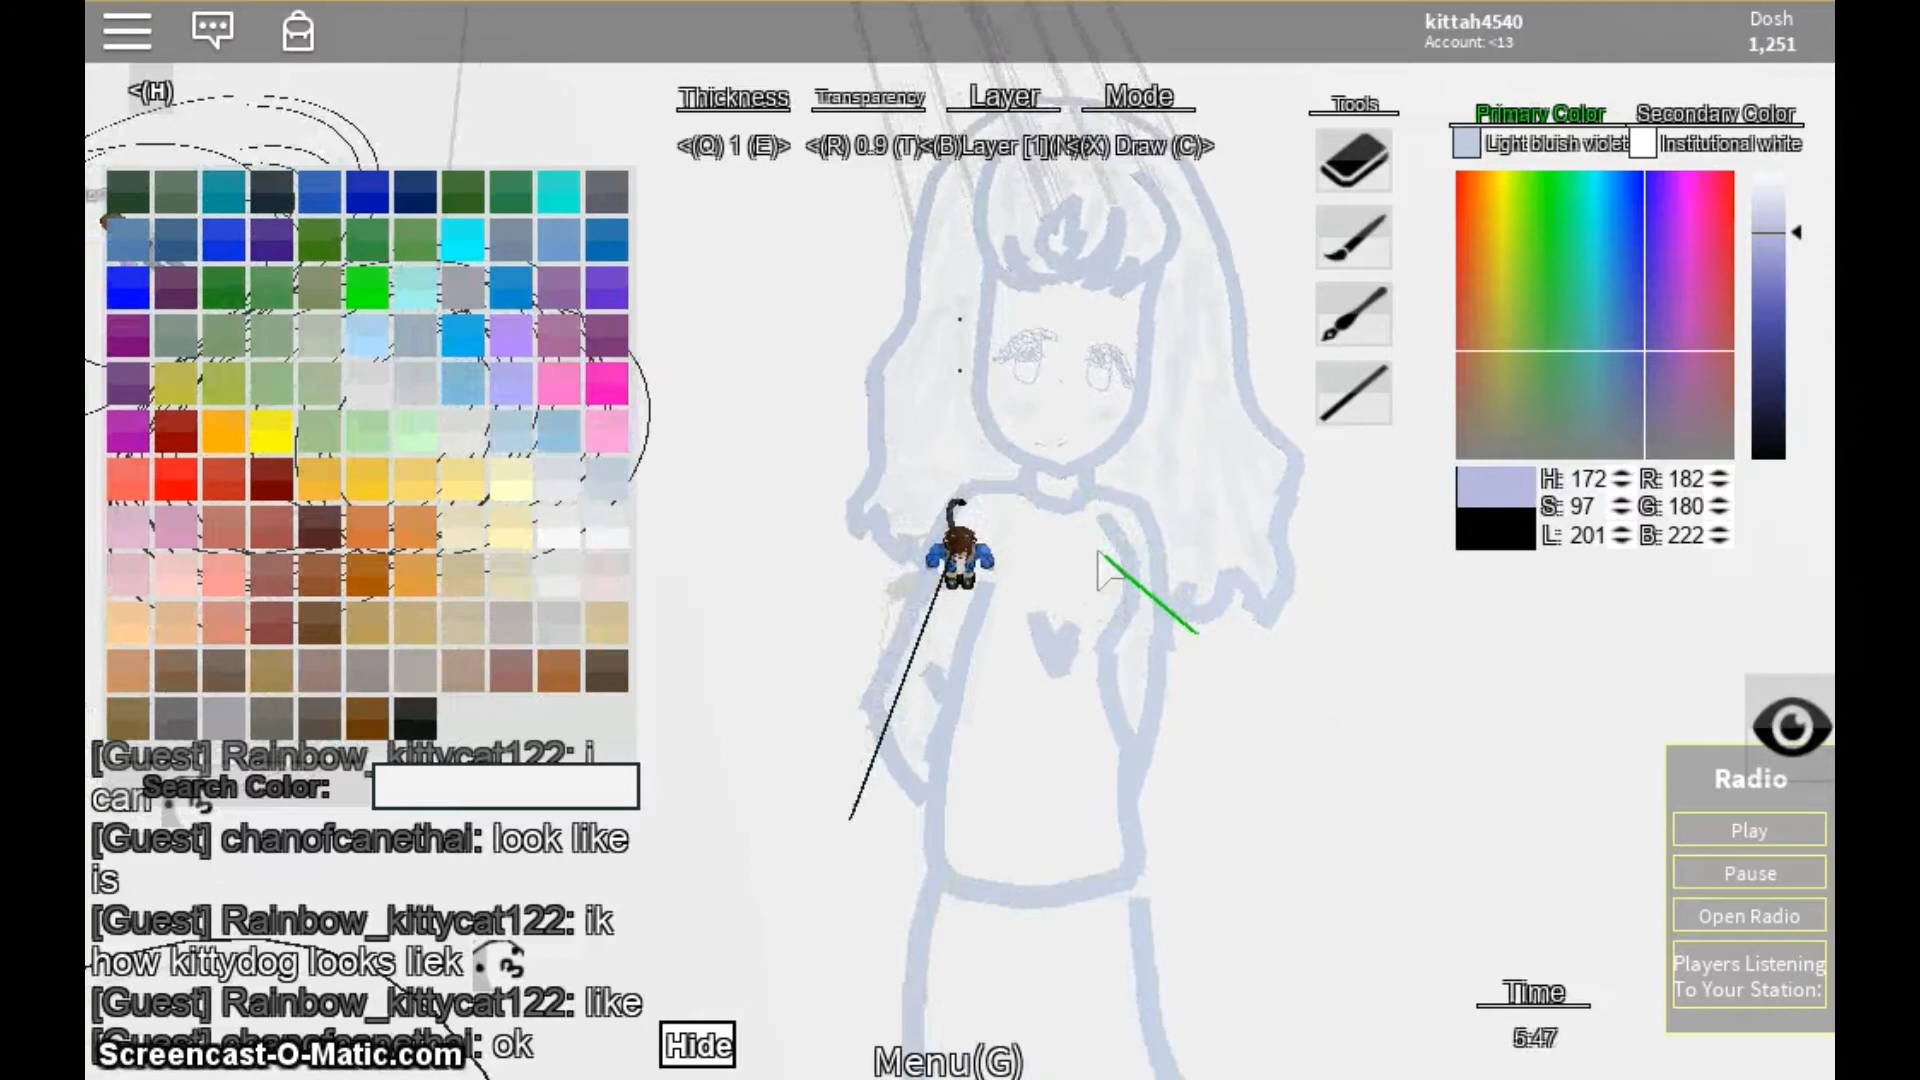 kittah4540
Account: <13
Dosh
1,251
<(H)
Thickness
Transparency
Layer
Mode
<(Q) 1 (E)>
<(R) 0.9 (T)
<(B)Layer [1](N
<(X) Draw (C)>
Tools
Primary Color
Secondary Color
Light bluish violet
Institutional white
H: 172
R: 182
S: 97
G: 180
L: 201
B: 222
[Guest] Rainbow_kittycat122: i
can
Search Color:
[Guest] chanofcanethai: look like
is
[Guest] Rainbow_kittycat122: ik
how kittydog looks liek
[Guest] Rainbow_kittycat122: like
[Guest] chanofcanethai: ok
Screencast-O-Matic.com
Hide
Menu(G)
Time
5:47
Radio
Play
Pause
Open Radio
Players Listening
To Your Station: